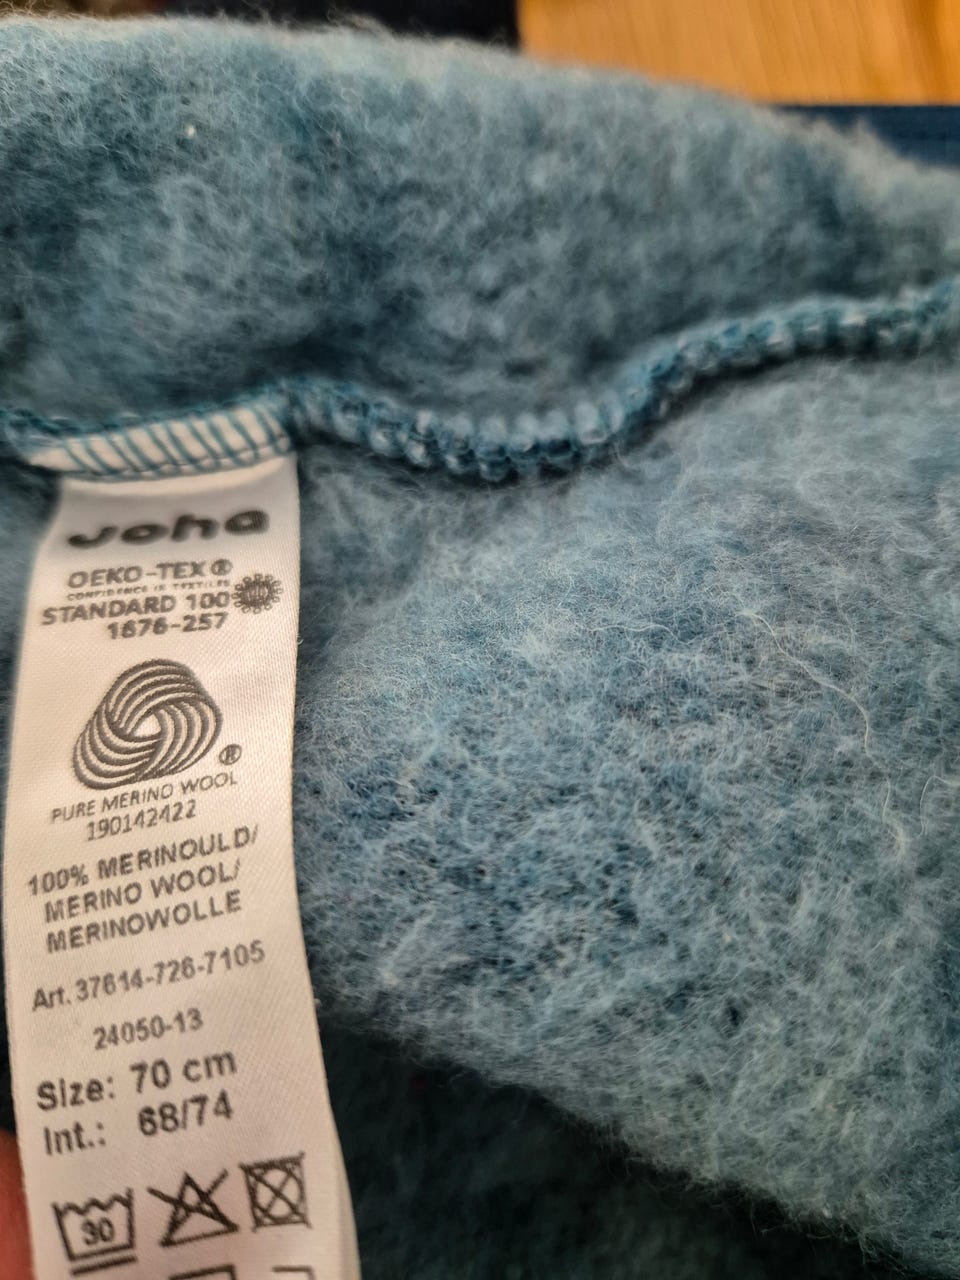 Joha
OEKO-TEX®
CONFIDENCE IN TEXTILES
STANDARD 100
1676-257
®
PURE MERINO WOOL
190142422
100% MERINOULD/
MERINO WOOL/
MERINOWOLLE
Art. 37614-726-7105
24050-13
Size: 70 cm
Int.: 68/74
30